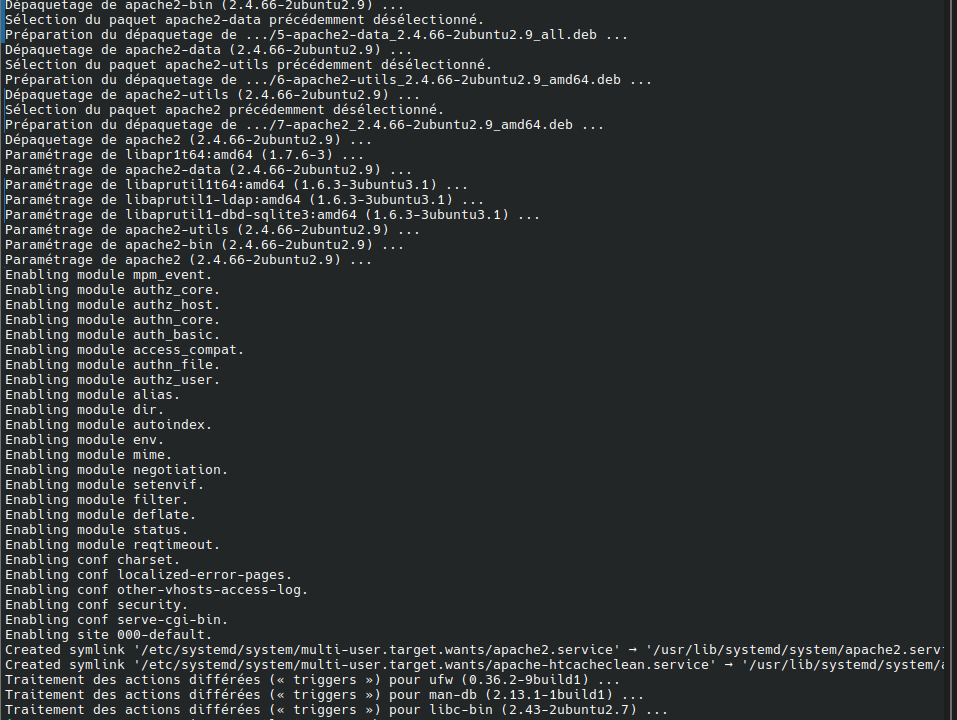 Dépaquetage de apache2-bin (2.4.66-2ubuntu2.9) ...
Sélection du paquet apache2-data précédemment désélectionné.
Préparation du dépaquetage de .../5-apache2-data_2.4.66-2ubuntu2.9_all.deb ...
Dépaquetage de apache2-data (2.4.66-2ubuntu2.9) ...
Sélection du paquet apache2-utils précédemment désélectionné.
Préparation du dépaquetage de .../6-apache2-utils_2.4.66-2ubuntu2.9_amd64.deb ...
Dépaquetage de apache2-utils (2.4.66-2ubuntu2.9) ...
Sélection du paquet apache2 précédemment désélectionné.
Préparation du dépaquetage de .../7-apache2_2.4.66-2ubuntu2.9_amd64.deb ...
Dépaquetage de apache2 (2.4.66-2ubuntu2.9) ...
Paramétrage de libapr1t64:amd64 (1.7.6-3) ...
Paramétrage de apache2-data (2.4.66-2ubuntu2.9) ...
Paramétrage de libaprutil1t64:amd64 (1.6.3-3ubuntu3.1) ...
Paramétrage de libaprutil1-ldap:amd64 (1.6.3-3ubuntu3.1) ...
Paramétrage de libaprutil1-dbd-sqlite3:amd64 (1.6.3-3ubuntu3.1) ...
Paramétrage de apache2-utils (2.4.66-2ubuntu2.9) ...
Paramétrage de apache2-bin (2.4.66-2ubuntu2.9) ...
Paramétrage de apache2 (2.4.66-2ubuntu2.9) ...
Enabling module mpm_event.
Enabling module authz_core.
Enabling module authz_host.
Enabling module authn_core.
Enabling module auth_basic.
Enabling module access_compat.
Enabling module authn_file.
Enabling module authz_user.
Enabling module alias.
Enabling module dir.
Enabling module autoindex.
Enabling module env.
Enabling module mime.
Enabling module negotiation.
Enabling module setenvif.
Enabling module filter.
Enabling module deflate.
Enabling module status.
Enabling module reqtimeout.
Enabling conf charset.
Enabling conf localized-error-pages.
Enabling conf other-vhosts-access-log.
Enabling conf security.
Enabling conf serve-cgi-bin.
Enabling site 000-default.
Created symlink '/etc/systemd/system/multi-user.target.wants/apache2.service' → '/usr/lib/systemd/system/apache2.serv
Created symlink '/etc/systemd/system/multi-user.target.wants/apache-htcacheclean.service' → '/usr/lib/systemd/system/a
Traitement des actions différées (« triggers ») pour ufw (0.36.2-9build1) ...
Traitement des actions différées (« triggers ») pour man-db (2.13.1-1build1) ...
Traitement des actions différées (« triggers ») pour libc-bin (2.43-2ubuntu2.7) ...